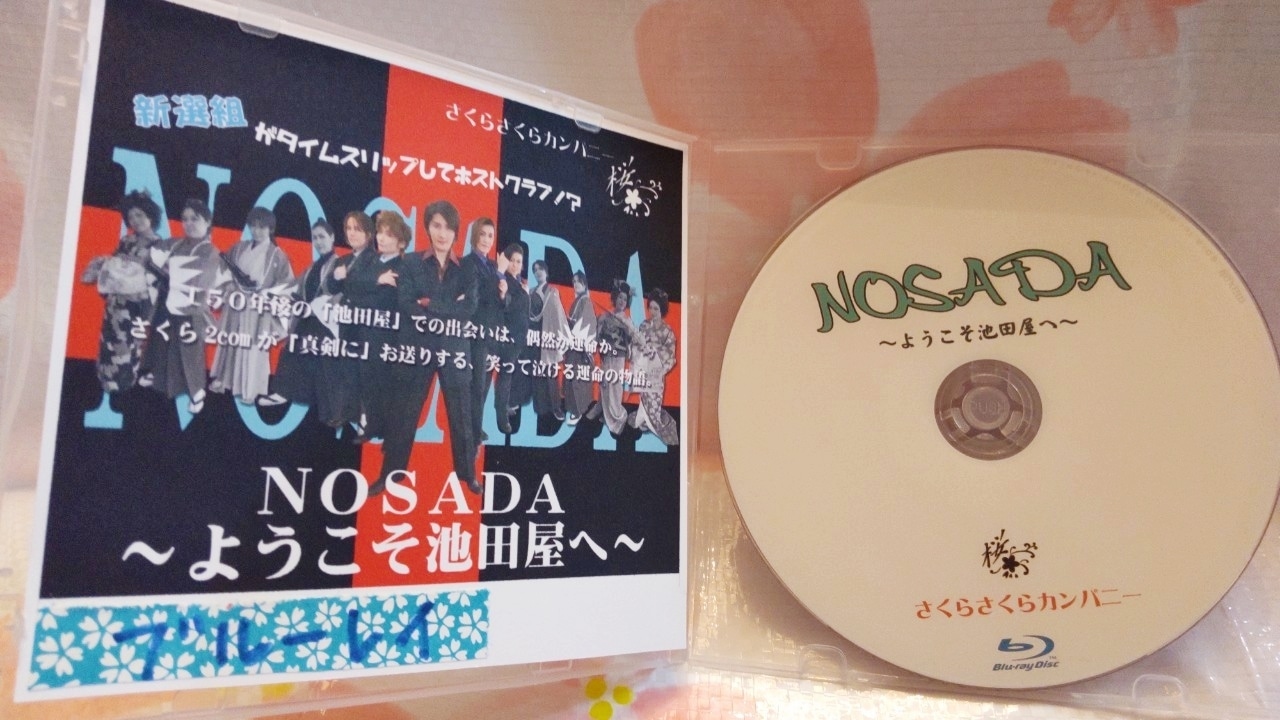 新選組
がタイムスリップしてホストクラブ!?
さくらさくらカンパニー
桜
NOSADA
150年後の「池田屋」での出会いは、偶然か運命か。
さくら2comが「真剣に」お送りする、笑って泣ける運命の物語。
NOSADA
～ようこそ池田屋へ～
ブルーレイ
NOSADA
～ようこそ池田屋へ～
桜
さくらさくらカンパニー
Blu-ray Disc